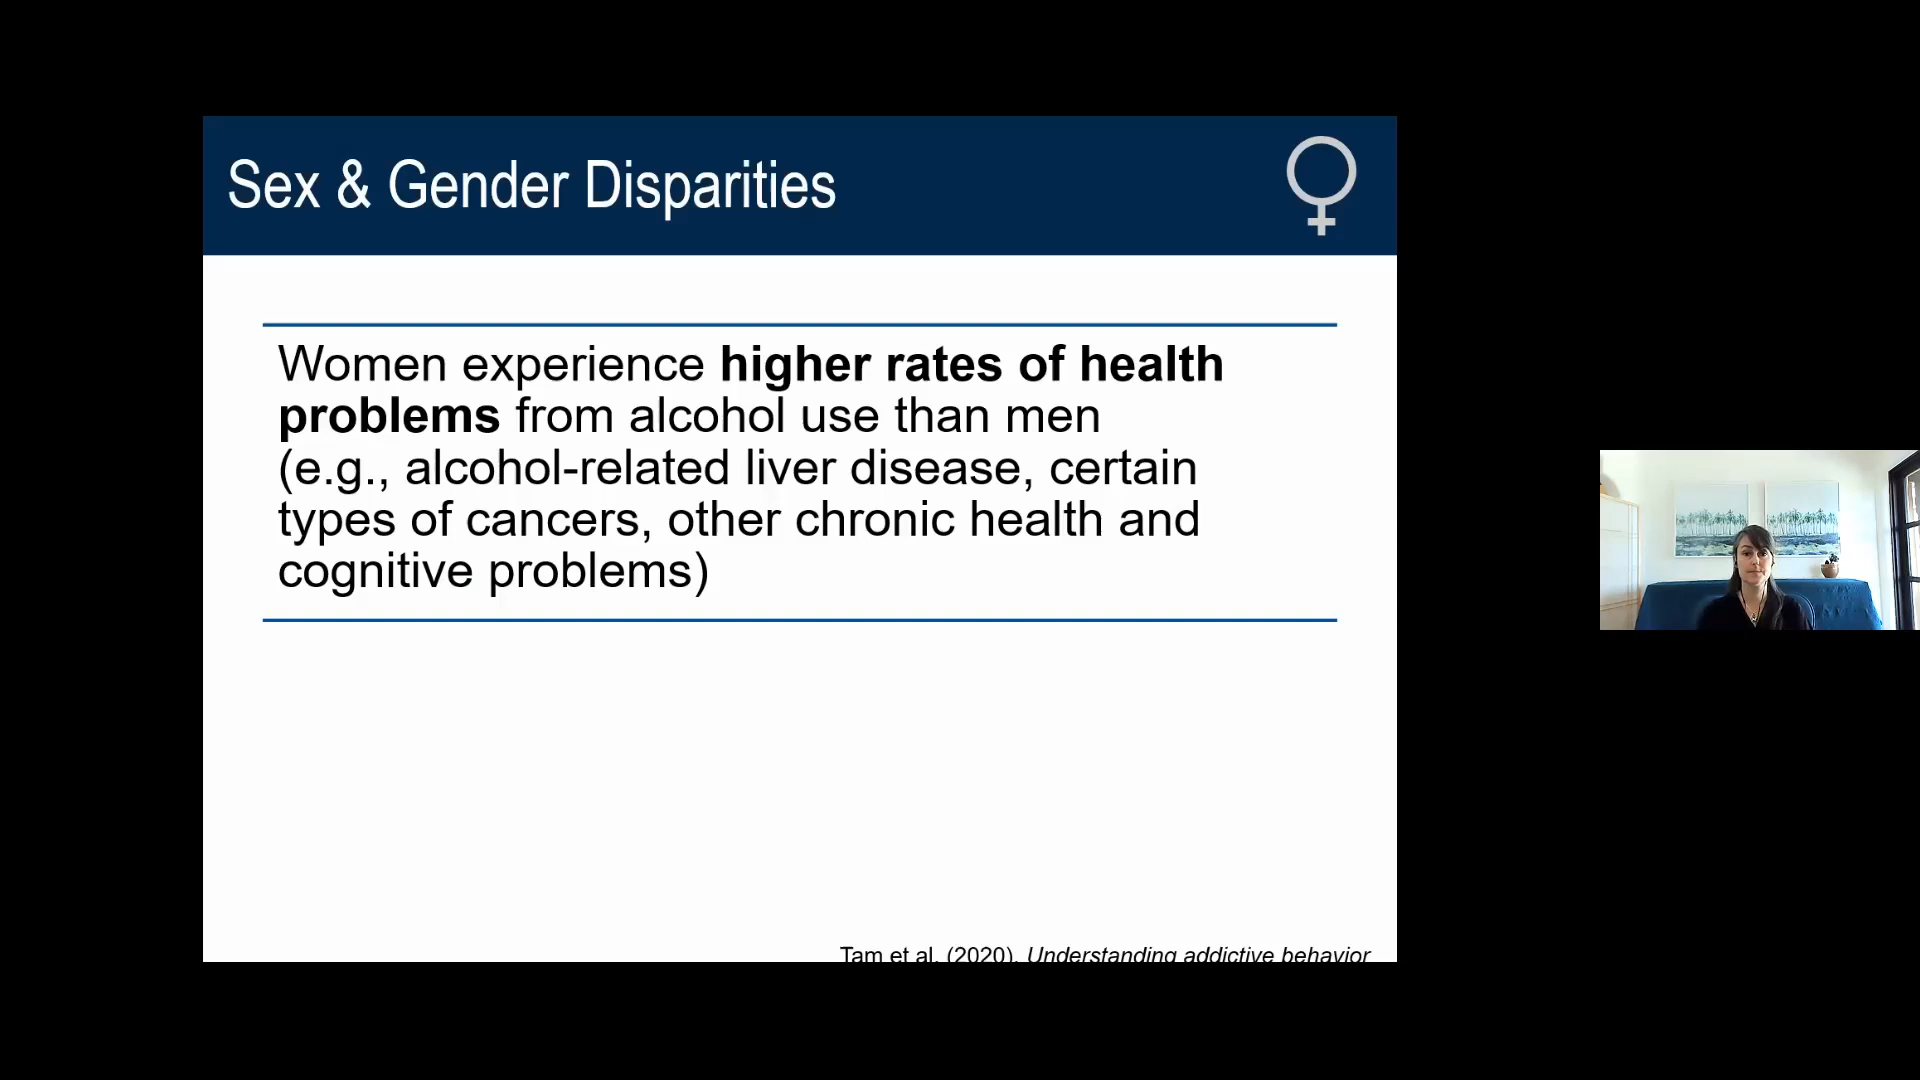 Sex & Gender Disparities
Women experience higher rates of health
problems from alcohol use than men
(e.g., alcohol-related liver disease, certain
types of cancers, other chronic health and
cognitive problems)
Tam et al. (2020). Understanding addictive behavior